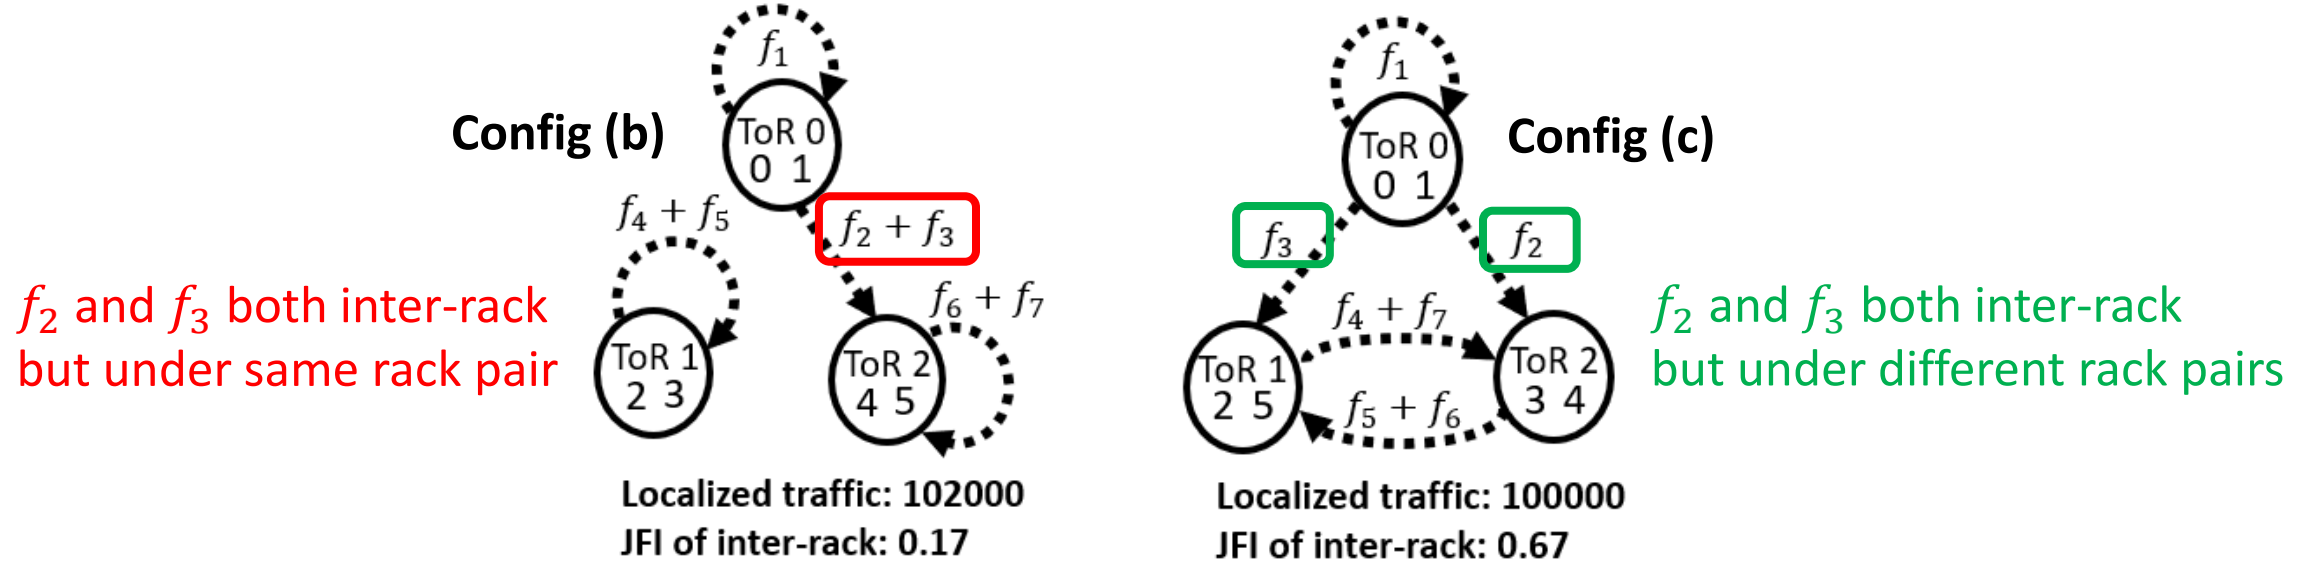 f₁
ToR 0
0 1
Config (b)
f₄ + f₅
f₂ + f₃
f₂ and f₃ both inter-rack
but under same rack pair
f₆ + f₇
ToR 1
2 3
ToR 2
4 5
Localized traffic: 102000
JFI of inter-rack: 0.17
f₁
ToR 0
0 1
Config (c)
f₃
f₂
f₄ + f₇
f₂ and f₃ both inter-rack
but under different rack pairs
ToR 1
2 5
ToR 2
3 4
f₅ + f₆
Localized traffic: 100000
JFI of inter-rack: 0.67